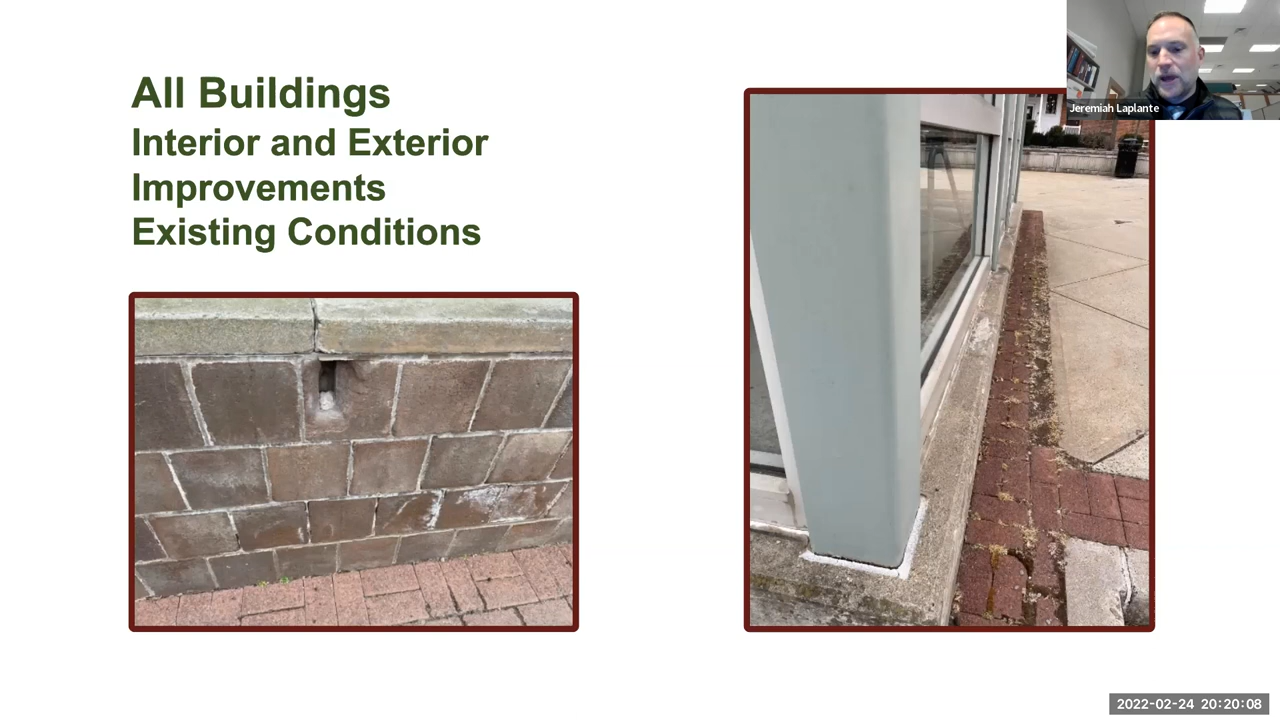 All Buildings
Interior and Exterior
Improvements
Existing Conditions
Jeremiah Laplante
2022-02-24 20:20:08